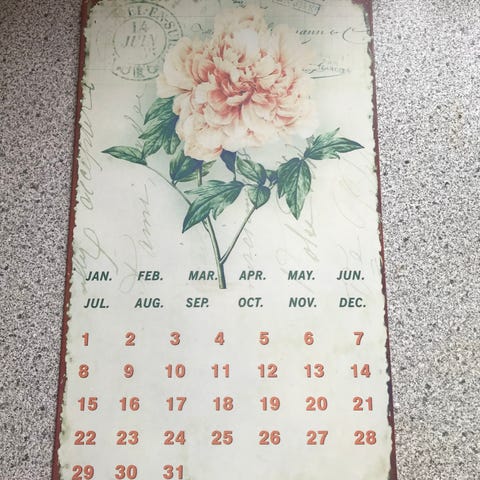 14
JUIN
JAN. FEB. MAR. APR. MAY. JUN.
JUL. AUG. SEP. OCT. NOV. DEC.
1 2 3 4 5 6 7
8 9 10 11 12 13 14
15 16 17 18 19 20 21
22 23 24 25 26 27 28
29 30 31